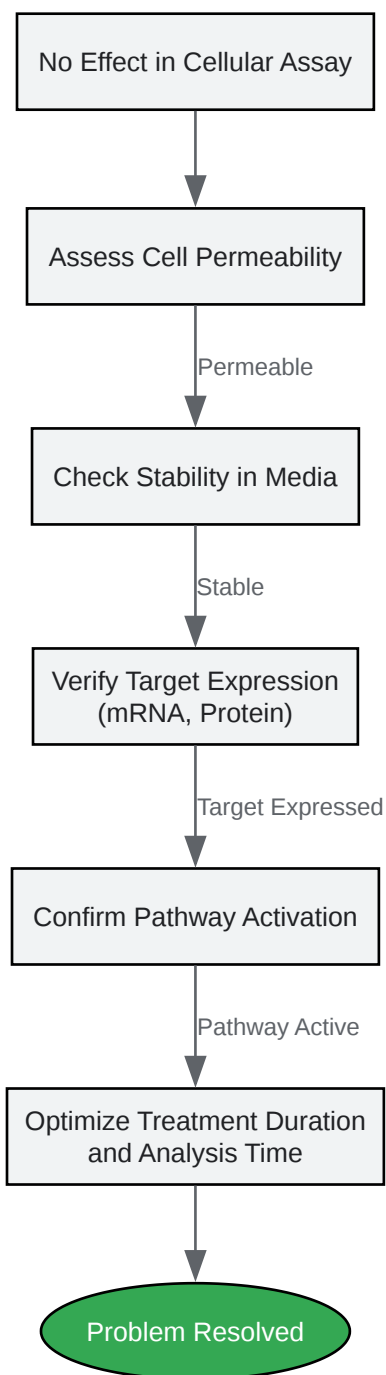 No Effect in Cellular Assay
Assess Cell Permeability
Permeable
Check Stability in Media
Stable
Verify Target Expression
(mRNA, Protein)
Target Expressed
Confirm Pathway Activation
Pathway Active
Optimize Treatment Duration
and Analysis Time
Problem Resolved